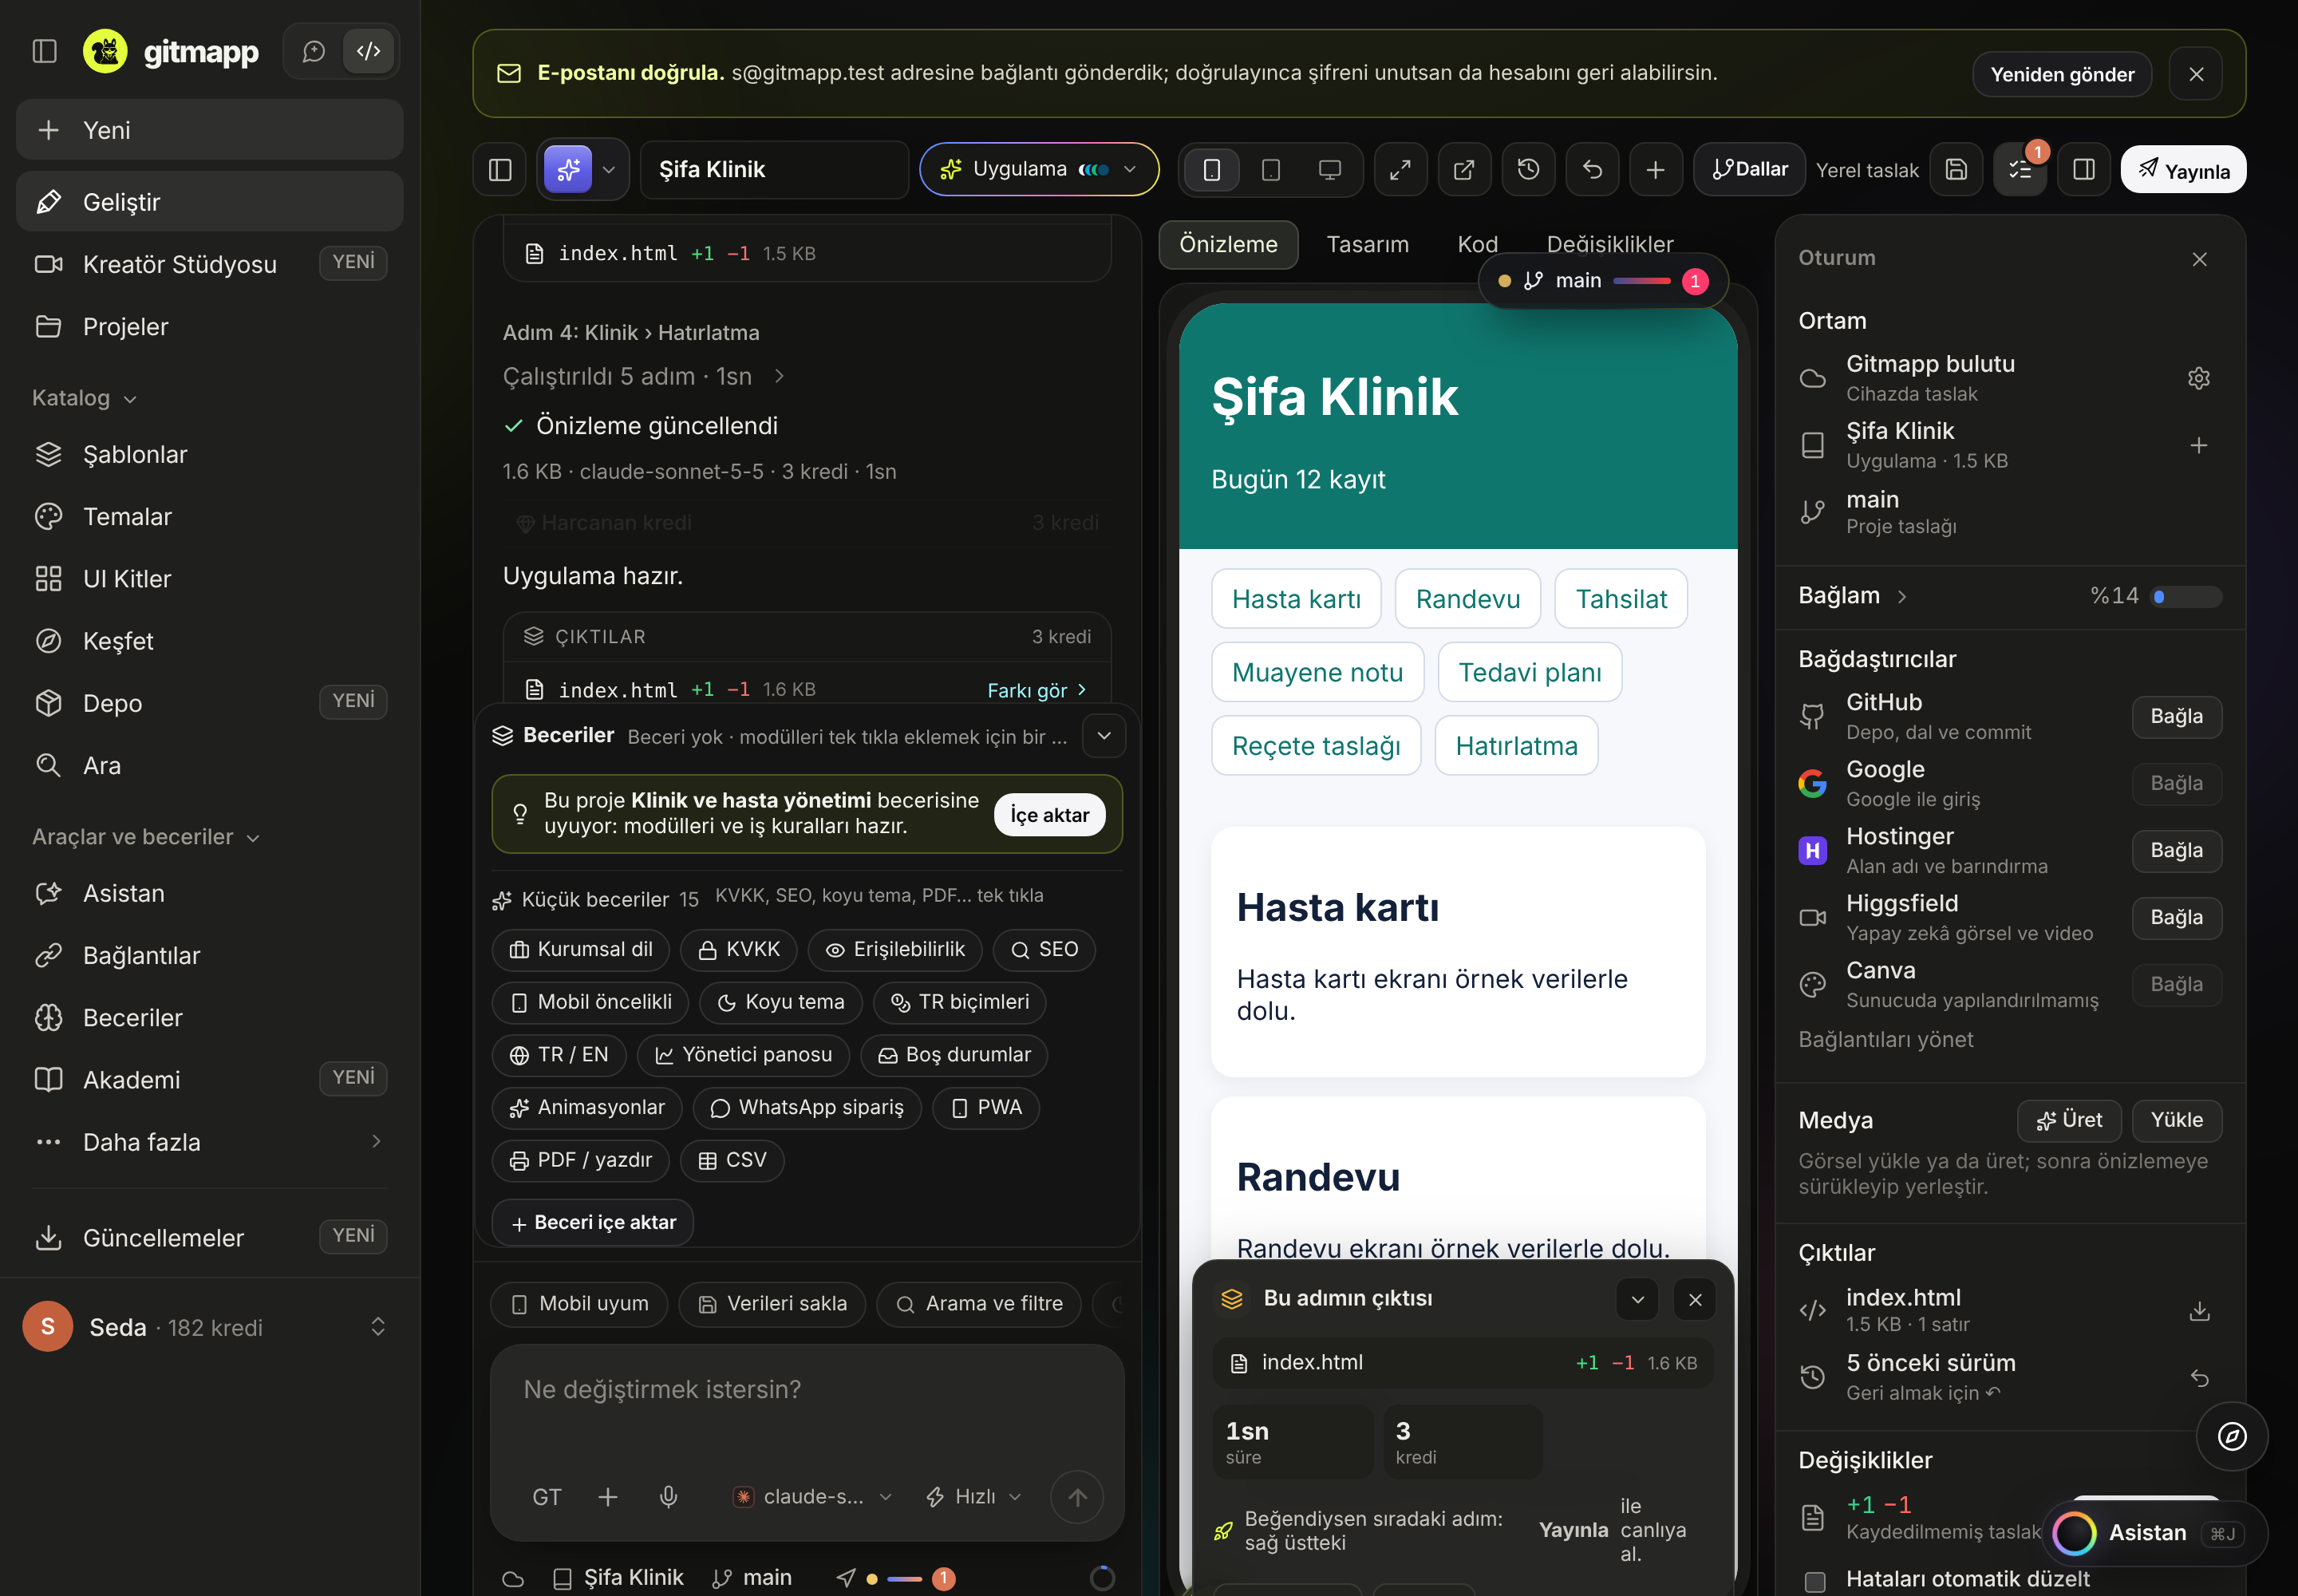 gitmapp
Yeni
Geliştir
Kreatör Stüdyosu YENİ
Projeler
Katalog
Şablonlar
Temalar
UI Kitler
Keşfet
Depo YENİ
Ara
Araçlar ve beceriler
Asistan
Bağlantılar
Beceriler
Akademi YENİ
Daha fazla
Güncellemeler YENİ
S Seda · 182 kredi
E-postanı doğrula. s@gitmapp.test adresine bağlantı gönderdik; doğrulayınca şifreni unutsan da hesabını geri alabilirsin.
Yeniden gönder
Şifa Klinik
Uygulama
Dallar
Yerel taslak
1
Yayınla
index.html +1 −1 1.5 KB
Adım 4: Klinik › Hatırlatma
Çalıştırıldı 5 adım · 1sn
Önizleme güncellendi
1.6 KB · claude-sonnet-5-5 · 3 kredi · 1sn
Harcanan kredi 3 kredi
Uygulama hazır.
ÇIKTILAR 3 kredi
index.html +1 −1 1.6 KB Farkı gör
Beceriler Beceri yok · modülleri tek tıkla eklemek için bir ...
Bu proje Klinik ve hasta yönetimi becerisine
uyuyor: modülleri ve iş kuralları hazır.
İçe aktar
Küçük beceriler 15 KVKK, SEO, koyu tema, PDF... tek tıkla
Kurumsal dil KVKK Erişilebilirlik SEO
Mobil öncelikli Koyu tema TR biçimleri
TR / EN Yönetici panosu Boş durumlar
Animasyonlar WhatsApp sipariş PWA
PDF / yazdır CSV
+ Beceri içe aktar
Mobil uyum Verileri sakla Arama ve filtre
Ne değiştirmek istersin?
GT claude-s... Hızlı
Şifa Klinik main 1
Önizleme Tasarım Kod Değişiklikler
main 1
Şifa Klinik
Bugün 12 kayıt
Hasta kartı Randevu Tahsilat
Muayene notu Tedavi planı
Reçete taslağı Hatırlatma
Hasta kartı
Hasta kartı ekranı örnek verilerle
dolu.
Randevu
Randevu ekranı örnek verilerle dolu.
Bu adımın çıktısı
index.html +1 −1 1.6 KB
1sn
süre
3
kredi
Beğendiysen sıradaki adım:
sağ üstteki
Yayınla
ile
canlıya
al.
Oturum
Ortam
Gitmapp bulutu
Cihazda taslak
Şifa Klinik
Uygulama · 1.5 KB
main
Proje taslağı
Bağlam %14
Bağdaştırıcılar
GitHub
Depo, dal ve commit
Bağla
Google
Google ile giriş
Bağla
Hostinger
Alan adı ve barındırma
Bağla
Higgsfield
Yapay zekâ görsel ve video
Bağla
Canva
Sunucuda yapılandırılmamış
Bağla
Bağlantıları yönet
Medya Üret Yükle
Görsel yükle ya da üret; sonra önizlemeye
sürükleyip yerleştir.
Çıktılar
index.html
1.5 KB · 1 satır
5 önceki sürüm
Geri almak için ↶
Değişiklikler
+1 −1
Kaydedilmemiş taslak
Asistan ⌘J
Hataları otomatik düzelt